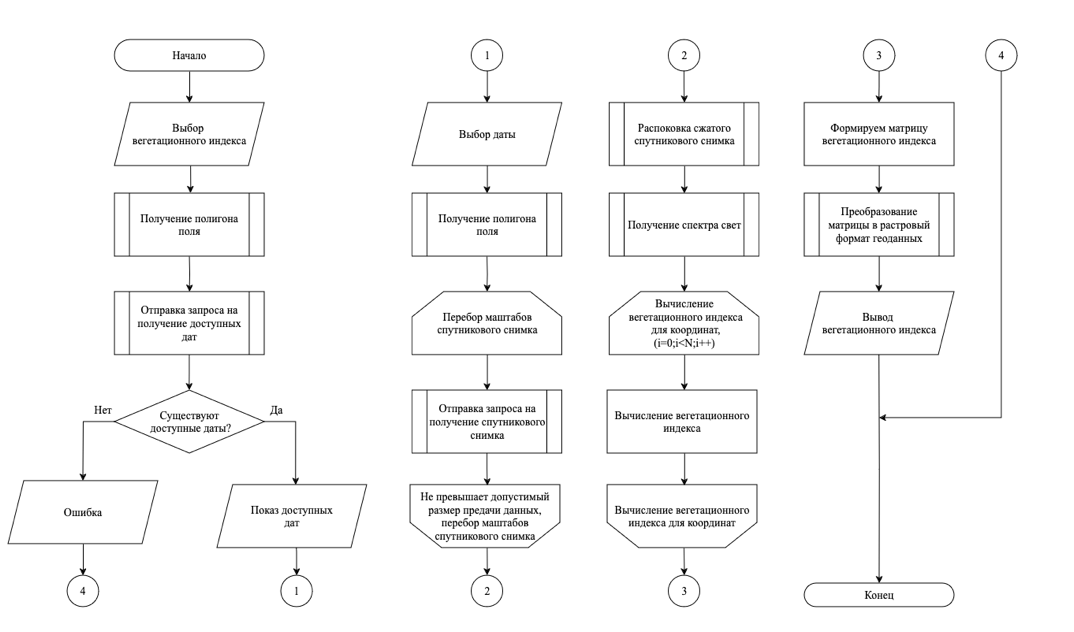 Начало
Выбор
вегетационного индекса
Получение полигона
поля
Отправка запроса на
получение доступных
дат
Существуют
доступные даты?
Нет
Да
Ошибка
Показ доступных
дат
4
1
1
Выбор даты
Получение полигона
поля
Перебор маштабов
спутникового снимка
Отправка запроса на
получение спутникового
снимка
Не превышает допустимый
размер предачи данных,
перебор маштабов
спутникового снимка
2
2
Распоковка сжатого
спутникового снимка
Получение спектра свет
Вычисление
вегетационного индекса
для координат,
(i=0;i<N;i++)
Вычисление вегетационного
индекса
Вычисление вегетационного
индекса для координат
3
3
Формируем матрицу
вегетационного индекса
Преобразование
матрицы в растровый
формат геоданных
Вывод
вегетационного индекса
4
Конец